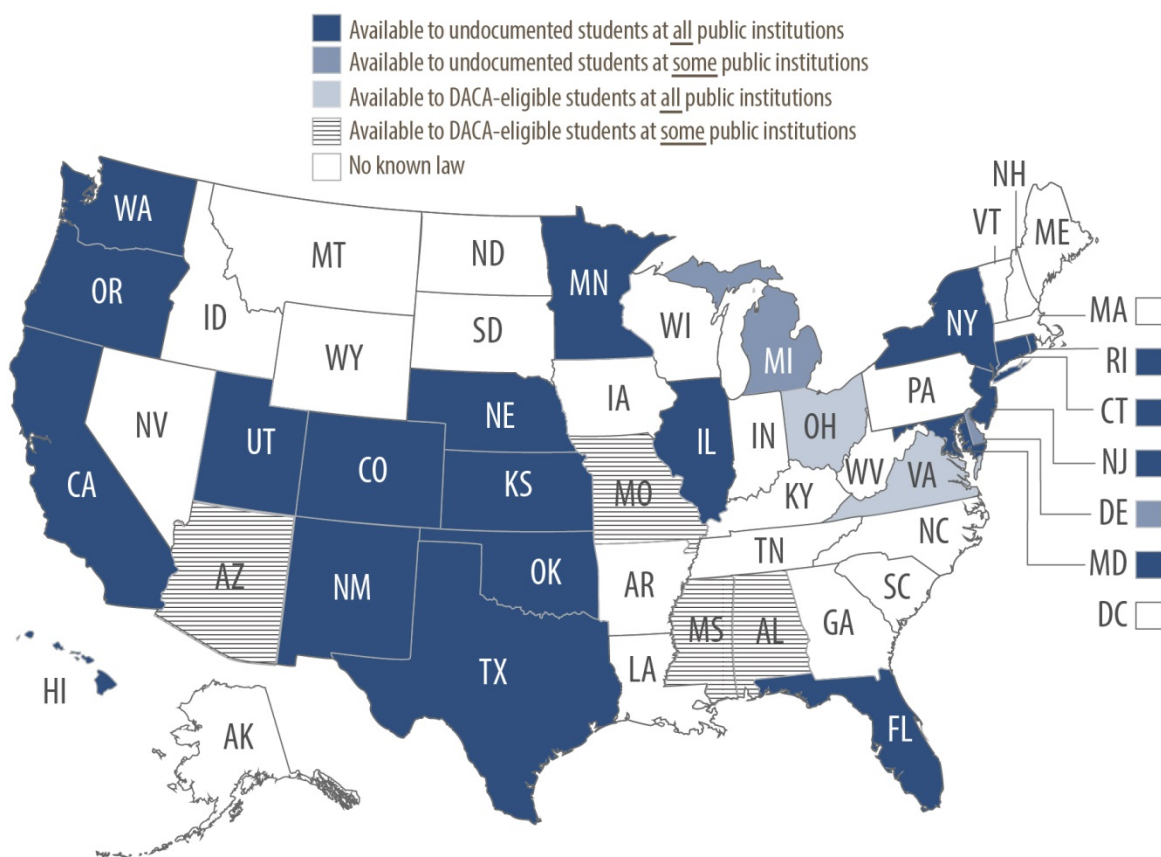 Available to undocumented students at all public institutions
Available to undocumented students at some public institutions
Available to DACA-eligible students at all public institutions
Available to DACA-eligible students at some public institutions
No known law
NH
VT
ME
WA
MT
ND
MN
OR
ID
SD
WI
NY
MA
WY
MI
RI
PA
IA
NE
CT
NV
OH
IN
IL
UT
CO
NJ
WV
VA
CA
KS
MO
KY
DE
NC
TN
MD
AZ
OK
NM
AR
SC
DC
MS
AL
GA
LA
TX
HI
FL
AK